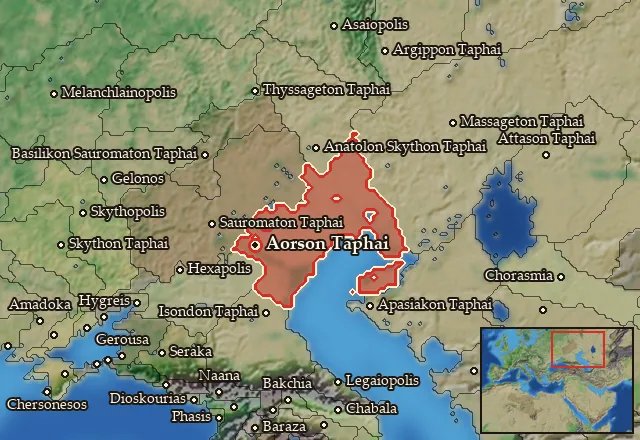 Asaiopolis
Argippon Taphai
Melanchlainopolis
Thyssageton Taphai
Massageton Taphai
Attason Taphai
Anatolon Skython Taphai
Basilikon Sauromaton Taphai
Gelonos
Skythopolis
Sauromaton Taphai
Skython Taphai
Aorson Taphai
Hexapolis
Chorasmia
Amadoka
Hygreis
Isondon Taphai
Apasiakon Taphai
Gerousa
Seraka
Naana
Bakchia
Legaiopolis
Chersonesos
Dioskourias
Phasis
Chabala
Baraza